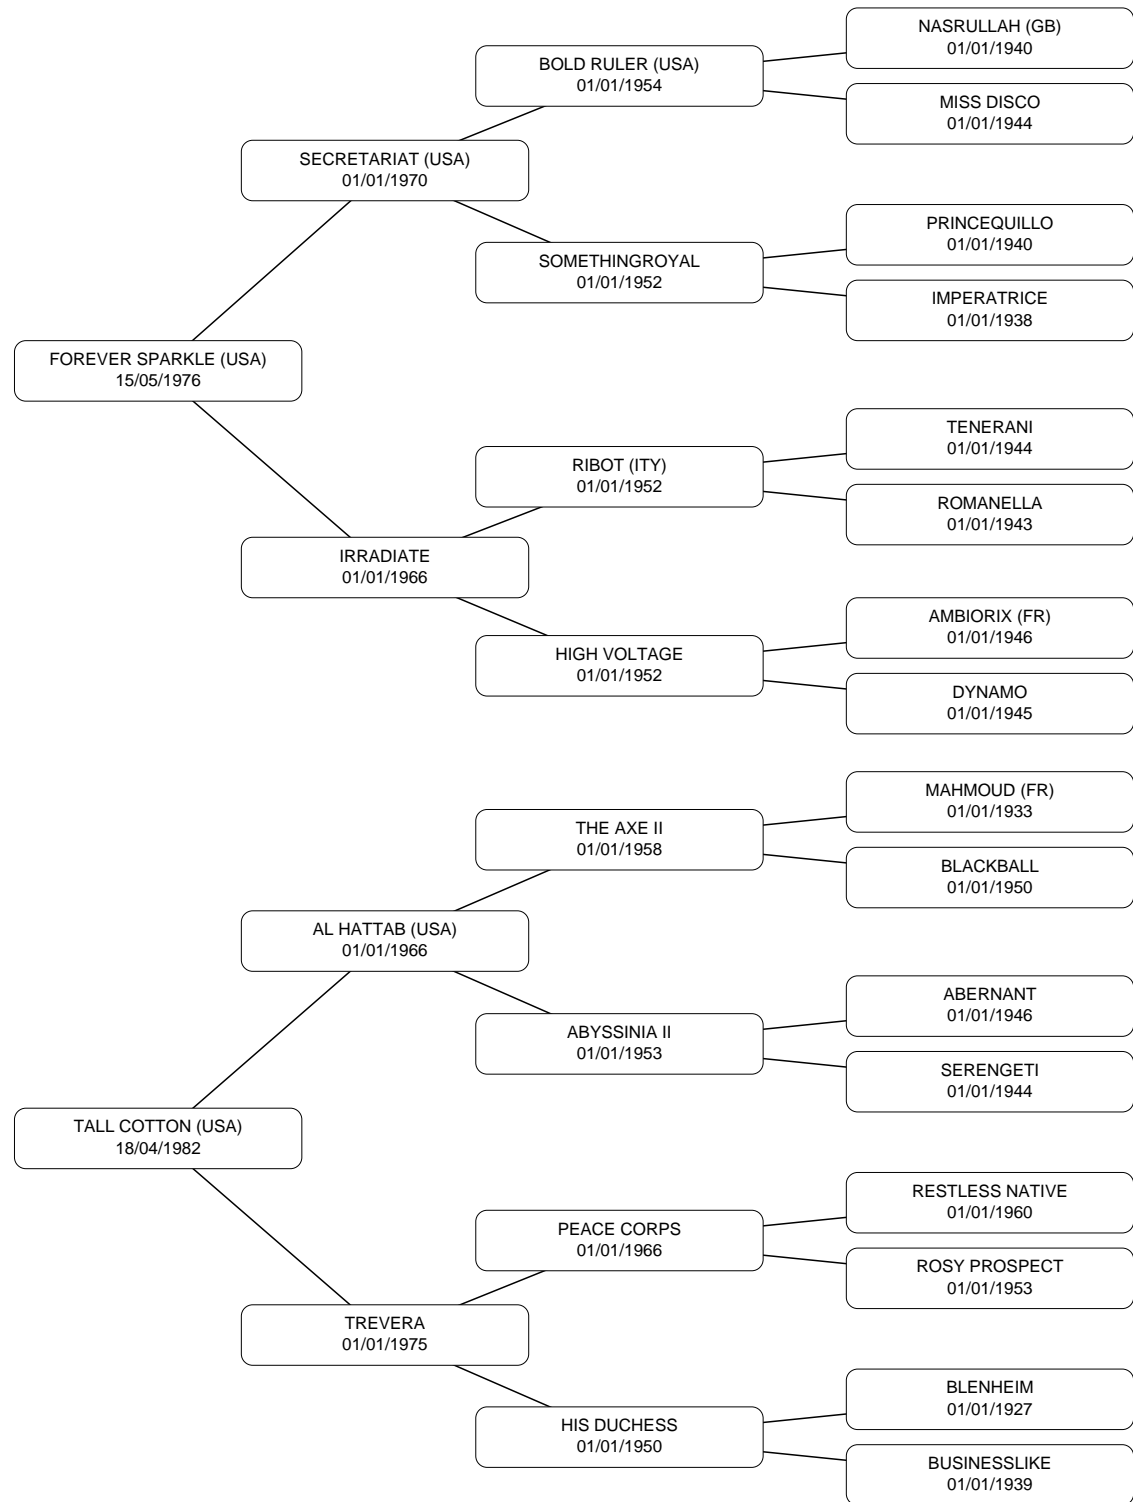 NASRULLAH (GB)
01/01/1940
BOLD RULER (USA)
01/01/1954
MISS DISCO
01/01/1944
SECRETARIAT (USA)
01/01/1970
PRINCEQUILLO
01/01/1940
SOMETHINGROYAL
01/01/1952
IMPERATRICE
01/01/1938
FOREVER SPARKLE (USA)
15/05/1976
TENERANI
01/01/1944
RIBOT (ITY)
01/01/1952
ROMANELLA
01/01/1943
IRRADIATE
01/01/1966
AMBIORIX (FR)
01/01/1946
HIGH VOLTAGE
01/01/1952
DYNAMO
01/01/1945
MAHMOUD (FR)
01/01/1933
THE AXE II
01/01/1958
BLACKBALL
01/01/1950
AL HATTAB (USA)
01/01/1966
ABERNANT
01/01/1946
ABYSSINIA II
01/01/1953
SERENGETI
01/01/1944
TALL COTTON (USA)
18/04/1982
RESTLESS NATIVE
01/01/1960
PEACE CORPS
01/01/1966
ROSY PROSPECT
01/01/1953
TREVERA
01/01/1975
BLENHEIM
01/01/1927
HIS DUCHESS
01/01/1950
BUSINESSLIKE
01/01/1939